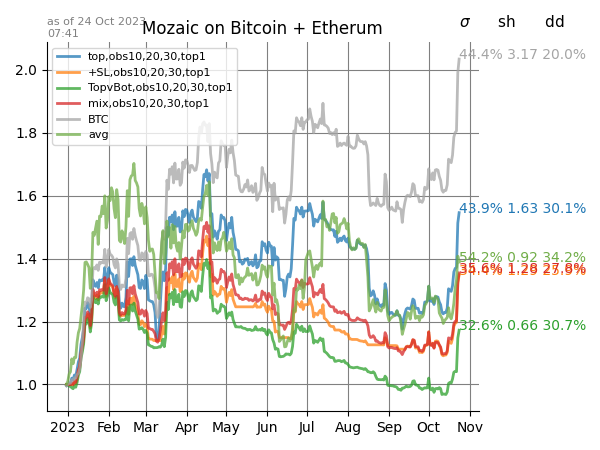 as of 24 Oct 2023
07:41
Mozaic on Bitcoin + Etherum
σ sh dd
top,obs10,20,30,top1
+SL,obs10,20,30,top1
TopvBot,obs10,20,30,top1
mix,obs10,20,30,top1
BTC
avg
44.4% 3.17 20.0%
43.9% 1.63 30.1%
54.2% 0.92 34.2%
35.6% 1.28 27.8%
32.6% 0.66 30.7%
2.0
1.8
1.6
1.4
1.2
1.0
2023 Feb Mar Apr May Jun Jul Aug Sep Oct Nov